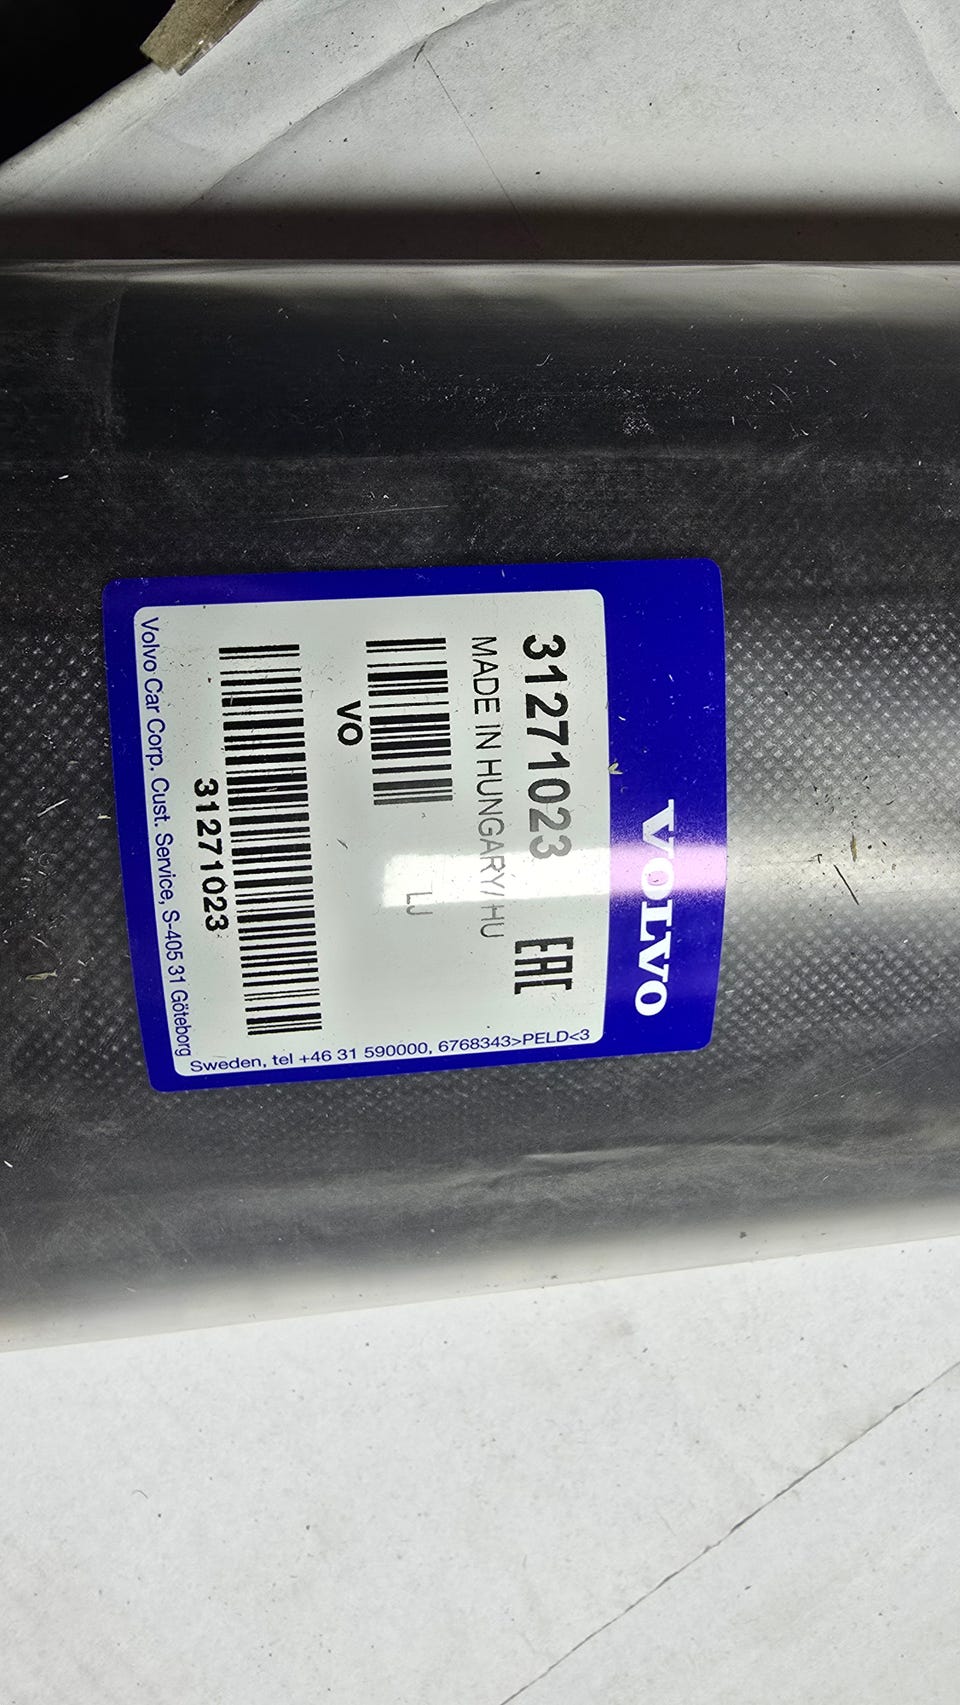 VOLVO
31271023
EAC
MADE IN HUNGARY/HU
LJ
VO
31271023
Volvo Car Corp, Cust. Service, S-405 31 Göteborg
Sweden, tel +46 31 590000, 6768343>PELD<3